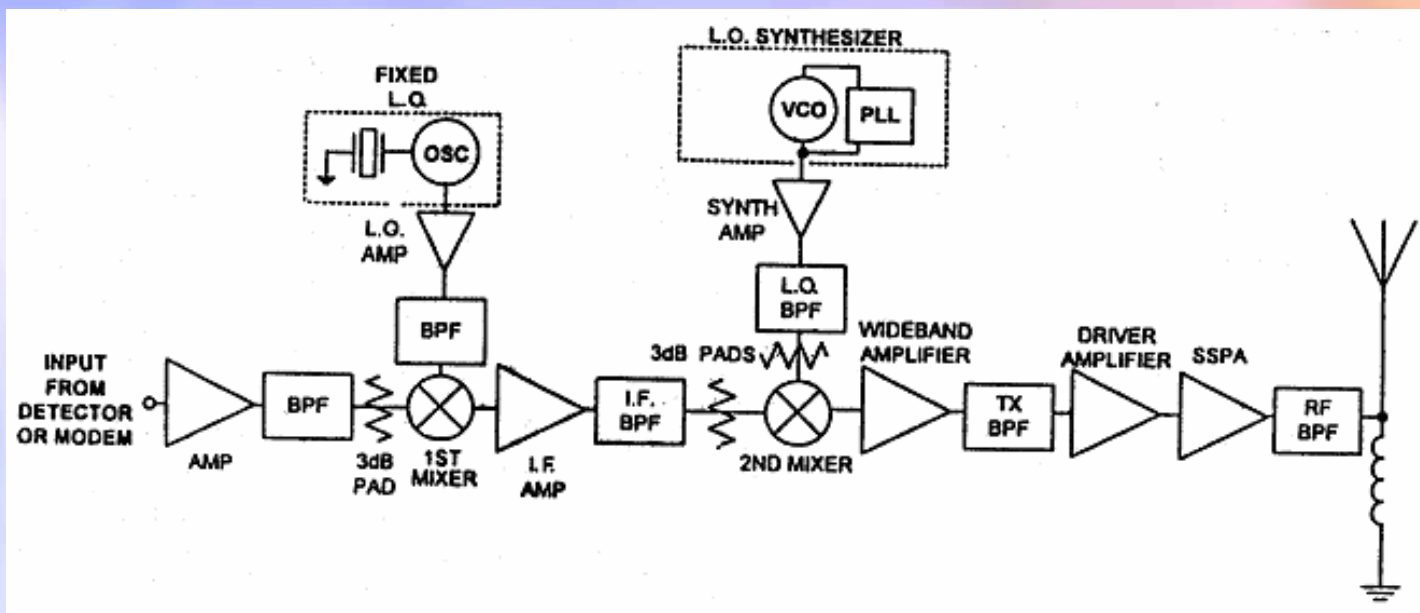 L.O. SYNTHESIZER
VCO
PLL
FIXED
L.O.
OSC
L.O.
AMP
SYNTH
AMP
BPF
L.O.
BPF
3dB PADS
WIDEBAND
AMPLIFIER
DRIVER
AMPLIFIER
SSPA
INPUT
FROM
DETECTOR
OR MODEM
AMP
BPF
3dB
PAD
1ST
MIXER
I.F.
AMP
I.F.
BPF
2ND MIXER
TX
BPF
RF
BPF